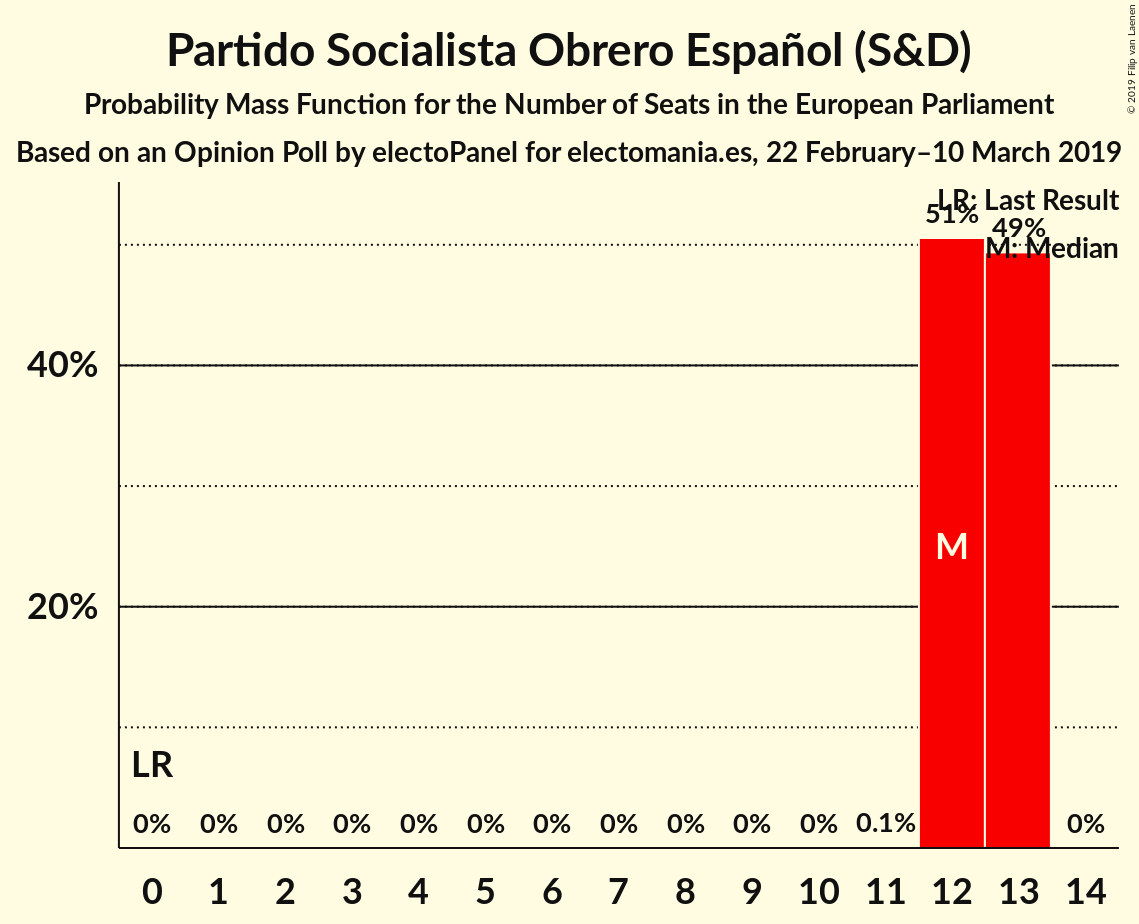 Partido Socialista Obrero Español (S&D)
Probability Mass Function for the Number of Seats in the European Parliament
Based on an Opinion Poll by electoPanel for electomania.es, 22 February–10 March 2019
© 2019 Filip van Laenen
LR: Last Result
M: Median
51%
49%
40%
20%
M
LR
0% 0% 0% 0% 0% 0% 0% 0% 0% 0% 0% 0.1% 0%
0 1 2 3 4 5 6 7 8 9 10 11 12 13 14